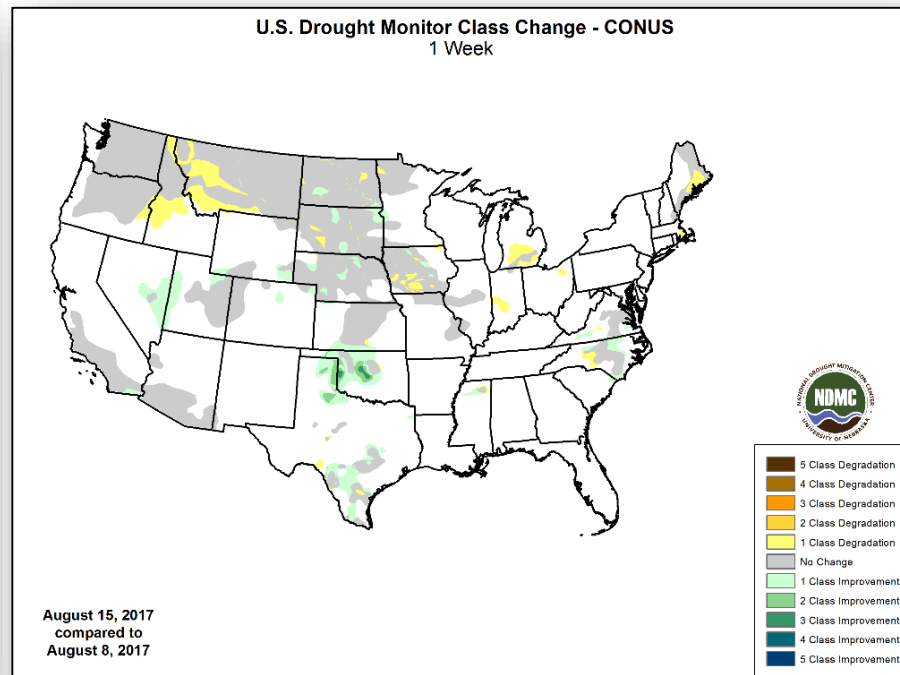 U.S. Drought Monitor Class Change - CONUS
1 Week
NATIONAL DROUGHT MITIGATION CENTER
NDMC
UNIVERSITY OF NEBRASKA
5 Class Degradation
4 Class Degradation
3 Class Degradation
2 Class Degradation
1 Class Degradation
No Change
1 Class Improvement
2 Class Improvement
3 Class Improvement
4 Class Improvement
5 Class Improvement
August 15, 2017
compared to
August 8, 2017